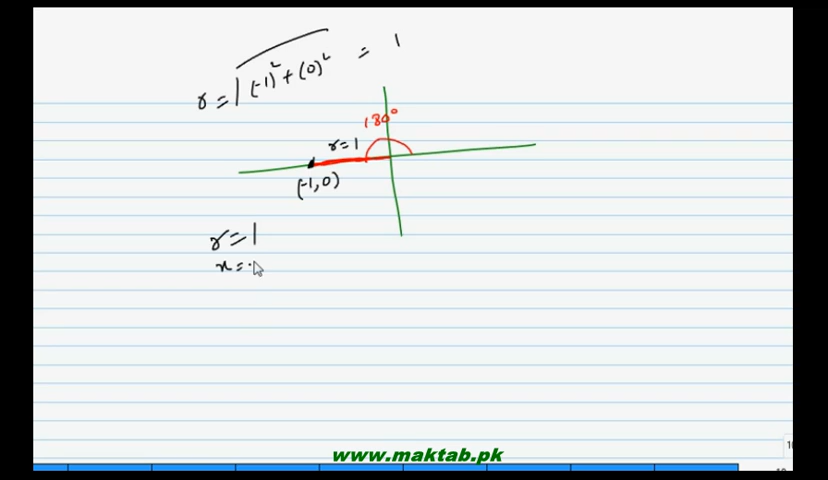 r = √(-1)² + (0)² = 1
180°
r = 1
(-1, 0)
r = 1
x = -
www.maktab.pk